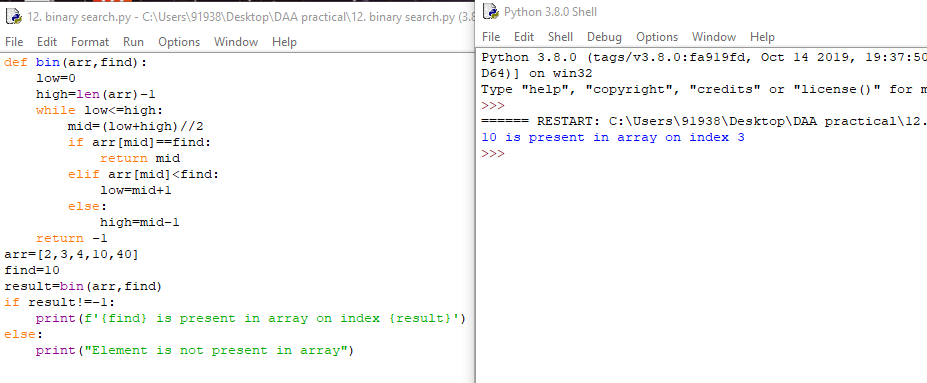 12. binary search.py - C:\Users\91938\Desktop\DAA practical\12. binary search.py (3.8
File Edit Format Run Options Window Help
def bin(arr,find):
    low=0
    high=len(arr)-1
    while low<=high:
        mid=(low+high)//2
        if arr[mid]==find:
            return mid
        elif arr[mid]<find:
            low=mid+1
        else:
            high=mid-1
    return -1
arr=[2,3,4,10,40]
find=10
result=bin(arr,find)
if result!=-1:
    print(f'{find} is present in array on index {result}')
else:
    print("Element is not present in array")
Python 3.8.0 Shell
File Edit Shell Debug Options Window Help
Python 3.8.0 (tags/v3.8.0:fa919fd, Oct 14 2019, 19:37:50
D64)] on win32
Type "help", "copyright", "credits" or "license()" for m
>>>
====== RESTART: C:\Users\91938\Desktop\DAA practical\12.
10 is present in array on index 3
>>>